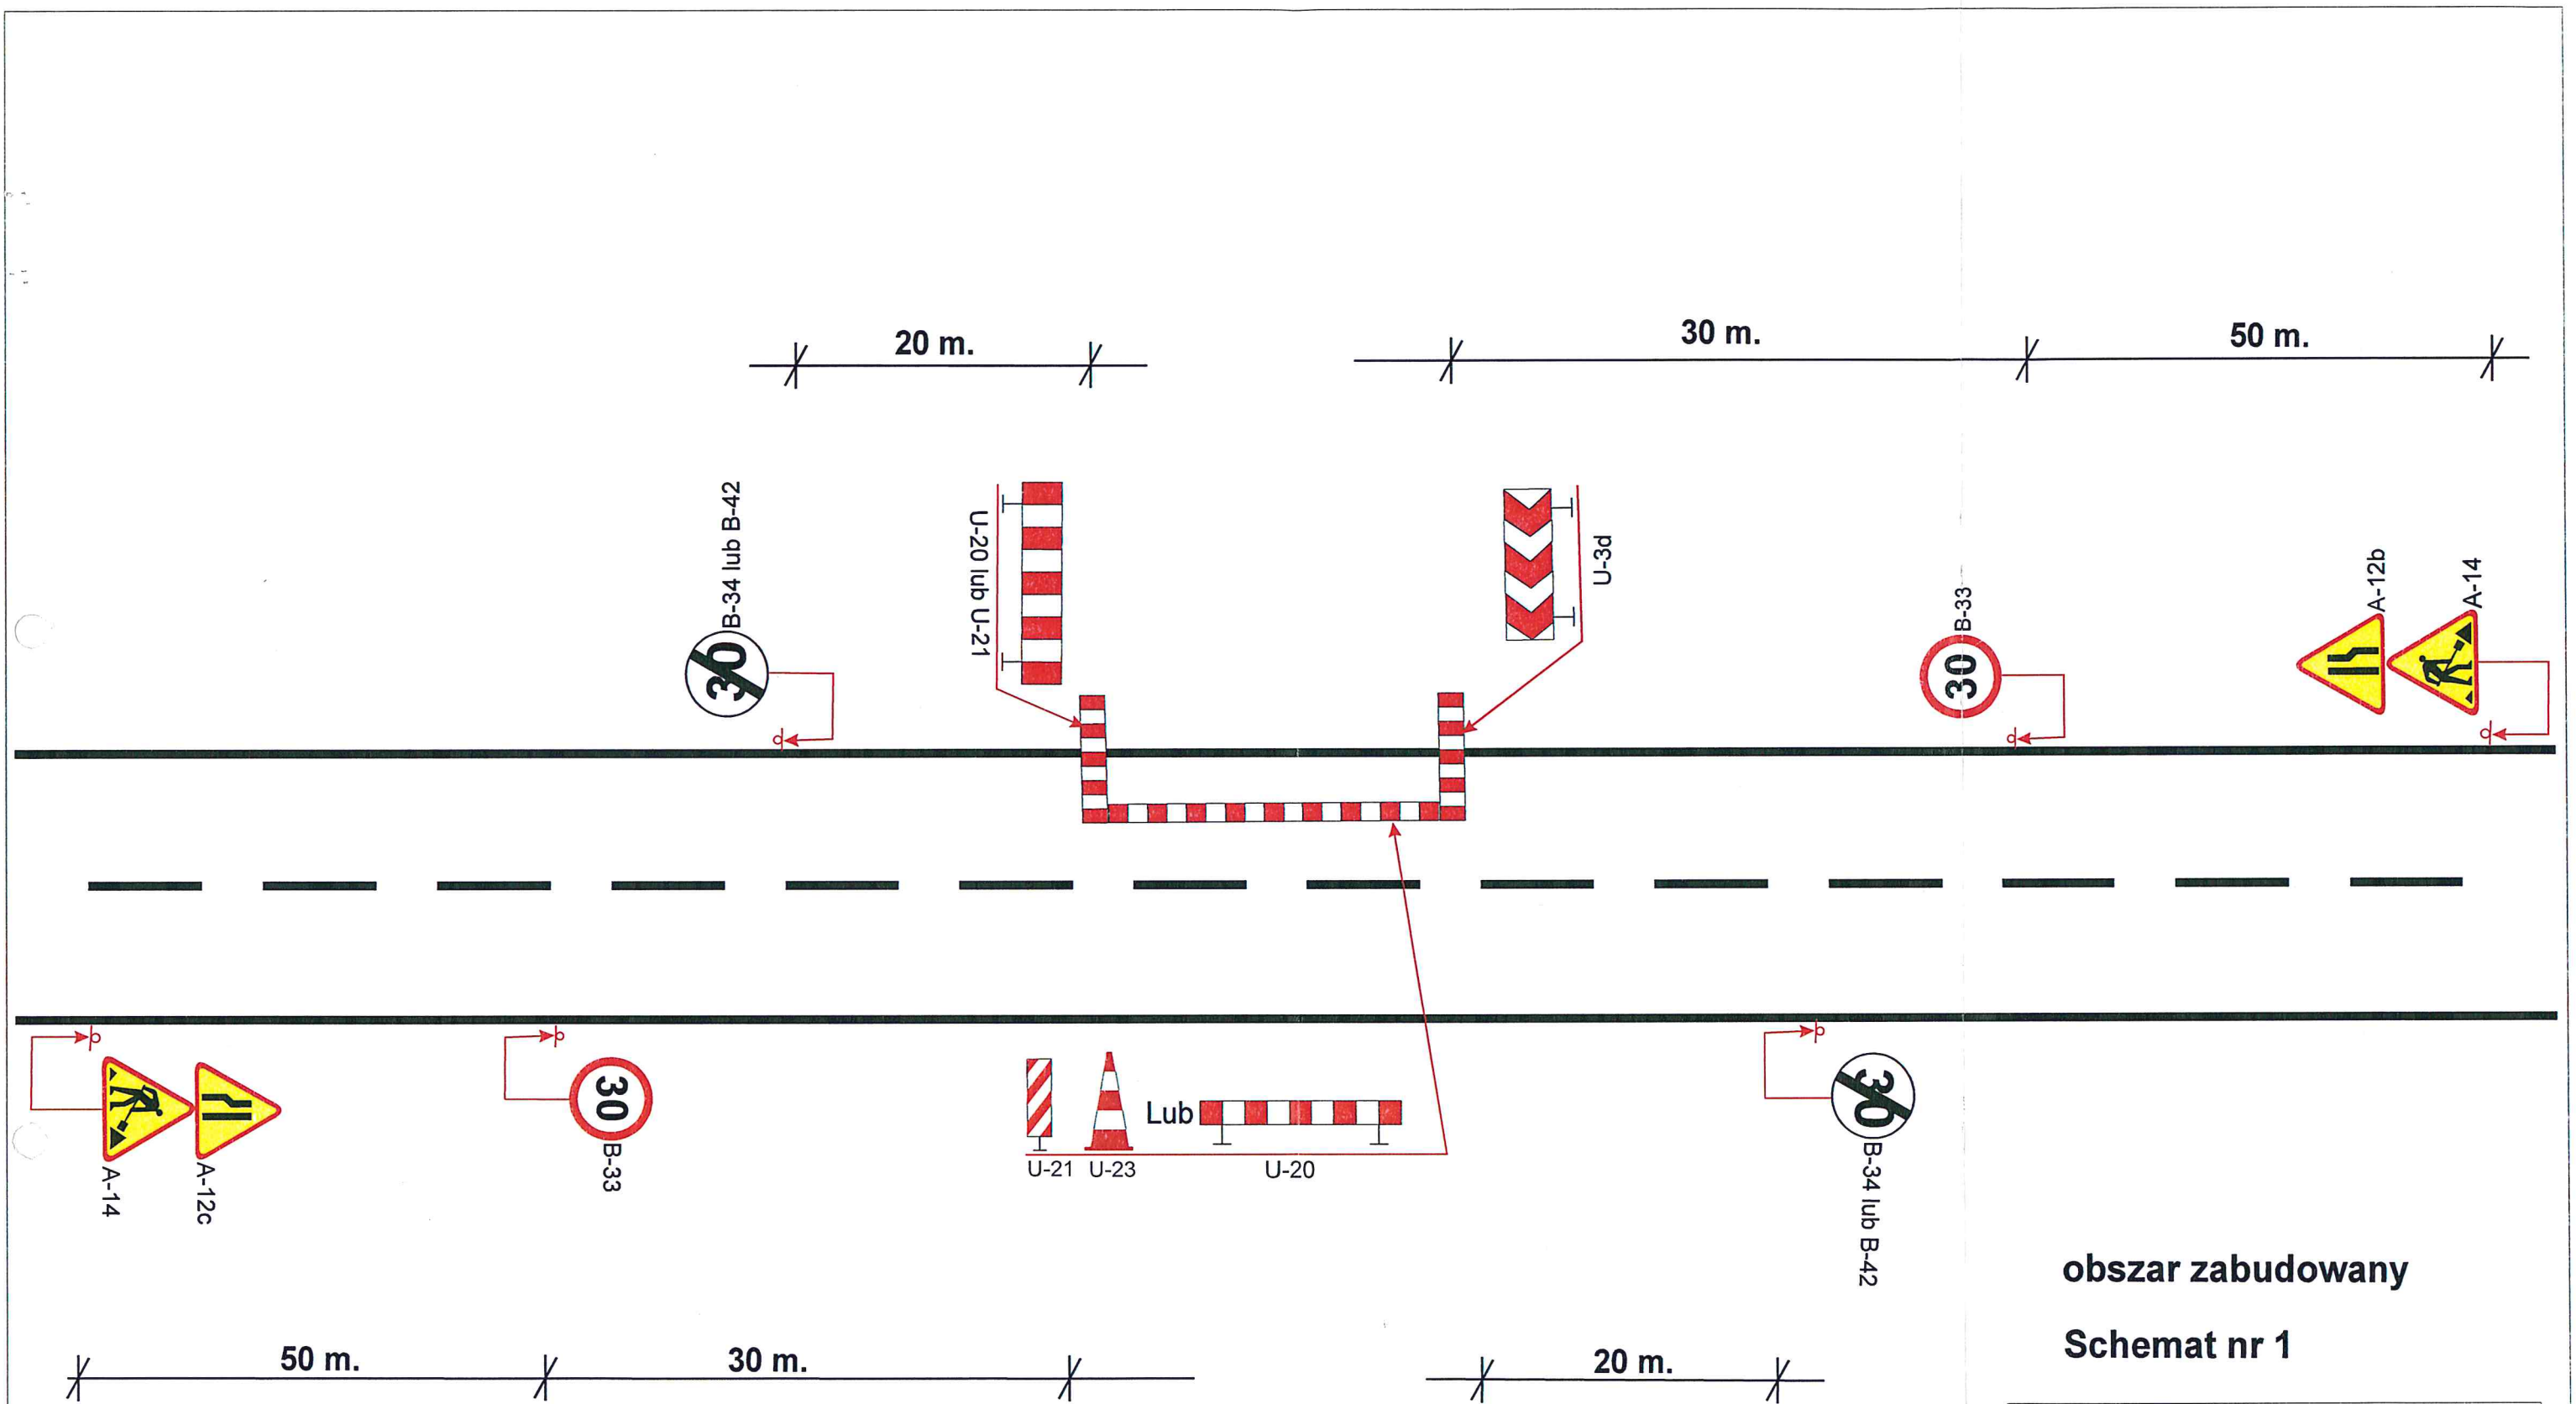 20 m.
30 m.
50 m.
B-34 lub B-42
30
U-20 lub U-21
U-3d
B-33
30
A-12b
A-14
A-14
A-12c
30
B-33
Lub
U-21
U-23
U-20
30
B-34 lub B-42
obszar zabudowany
Schemat nr 1
50 m.
30 m.
20 m.